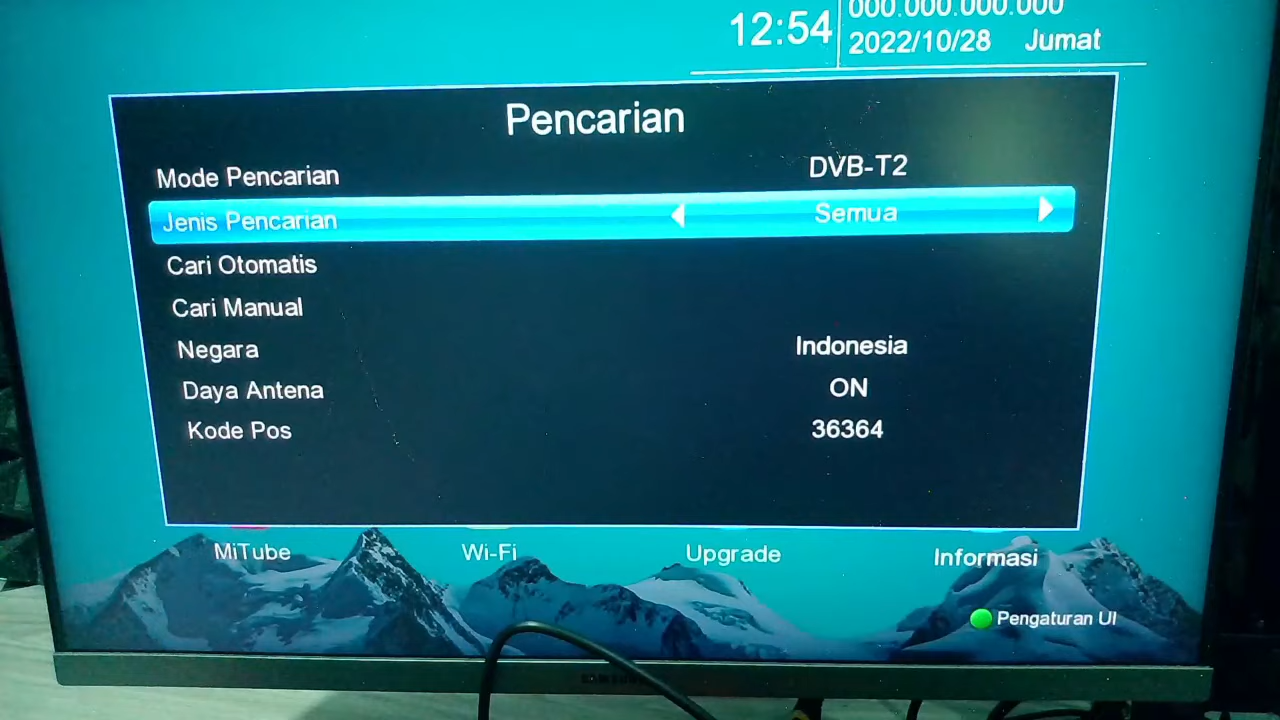 12:54
000.000.000.000
2022/10/28 Jumat
Pencarian
Mode Pencarian DVB-T2
Jenis Pencarian Semua
Cari Otomatis
Cari Manual
Negara Indonesia
Daya Antena ON
Kode Pos 36364
MiTube Wi-Fi Upgrade Informasi
Pengaturan UI
SAMSUNG